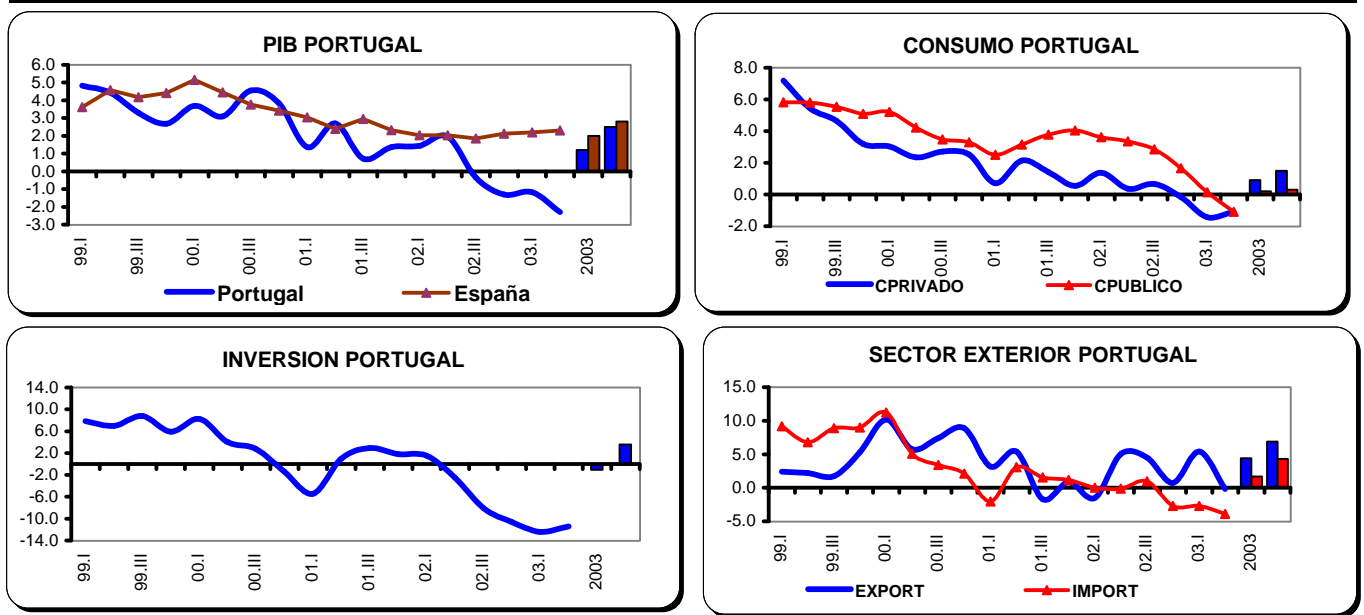 PIB PORTUGAL
6.0
5.0
4.0
3.0
2.0
1.0
0.0
-1.0
-2.0
-3.0
99.I
99.III
00.I
00.III
01.I
01.III
02.I
02.III
03.I
2003
Portugal
España
CONSUMO PORTUGAL
8.0
6.0
4.0
2.0
0.0
-2.0
99.I
99.III
00.I
00.III
01.I
01.III
02.I
02.III
03.I
2003
CPRIVADO
CPUBLICO
INVERSION PORTUGAL
14.0
10.0
6.0
2.0
-2.0
-6.0
-10.0
-14.0
99.I
99.III
00.I
00.III
01.I
01.III
02.I
02.III
03.I
2003
SECTOR EXTERIOR PORTUGAL
15.0
10.0
5.0
0.0
-5.0
99.I
99.III
00.I
00.III
01.I
01.III
02.I
02.III
03.I
2003
EXPORT
IMPORT